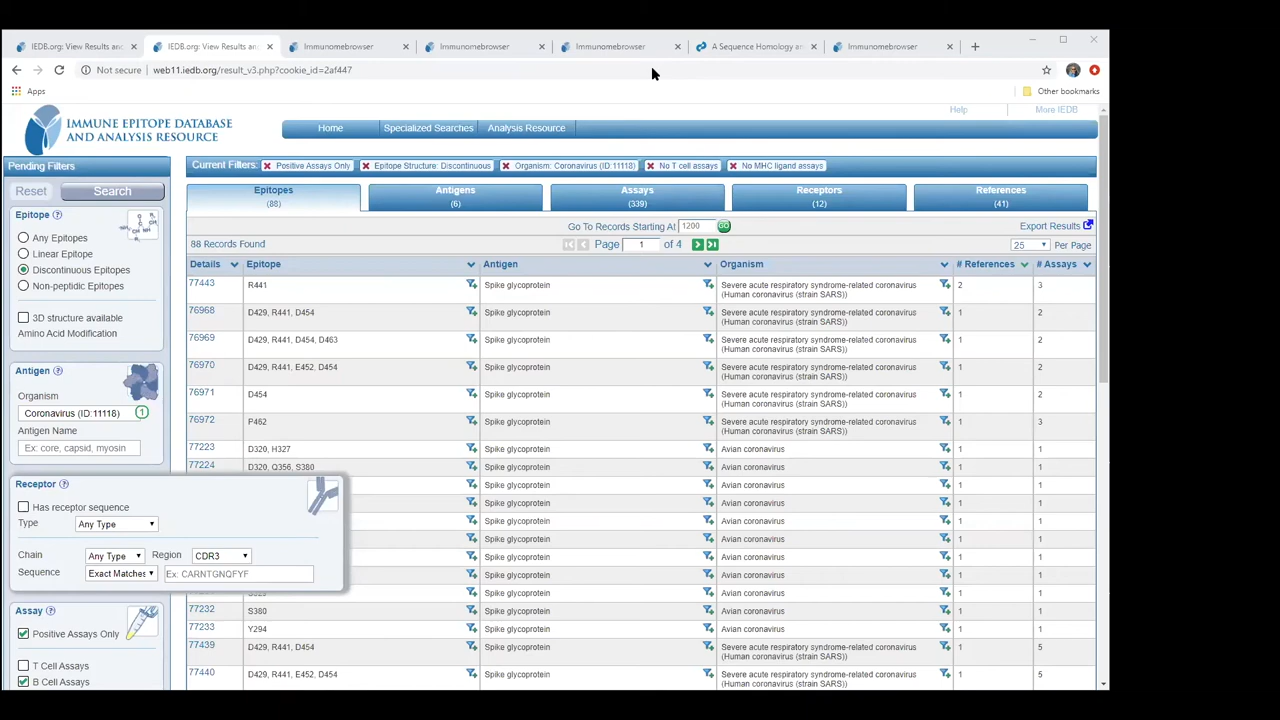 IEDB.org: View Results an
IEDB.org: View Results an
Immunomebrowser
Immunomebrowser
Immunomebrowser
A Sequence Homology a
Immunomebrowser
Not secure
web11.iedb.org/result_v3.php?cookie_id=2af447
Apps
Other bookmarks
IMMUNE EPITOPE DATABASE
AND ANALYSIS RESOURCE
Help
More IEDB
Home
Specialized Searches
Analysis Resource
Pending Filters
Reset
Search
Current Filters:
Positive Assays Only
Epitope Structure: Discontinuous
Organism: Coronavirus (ID:11118)
No T cell assays
No MHC ligand assays
Epitopes
(88)
Antigens
(6)
Assays
(339)
Receptors
(12)
References
(41)
Go To Records Starting At 1200 GO
Export Results
88 Records Found
Page 1 of 4
25 Per Page
Details Epitope Antigen Organism # References # Assays
77443 R441 Spike glycoprotein Severe acute respiratory syndrome-related coronavirus 2 3
(Human coronavirus (strain SARS))
76968 D429, R441, D454 Spike glycoprotein Severe acute respiratory syndrome-related coronavirus 1 2
(Human coronavirus (strain SARS))
76969 D429, R441, D454, D463 Spike glycoprotein Severe acute respiratory syndrome-related coronavirus 1 2
(Human coronavirus (strain SARS))
76970 D429, R441, E452, D454 Spike glycoprotein Severe acute respiratory syndrome-related coronavirus 1 2
(Human coronavirus (strain SARS))
76971 D454 Spike glycoprotein Severe acute respiratory syndrome-related coronavirus 1 2
(Human coronavirus (strain SARS))
76972 P462 Spike glycoprotein Severe acute respiratory syndrome-related coronavirus 1 3
(Human coronavirus (strain SARS))
77223 D320, H327 Spike glycoprotein Avian coronavirus 1 1
77224 D320, Q356, S380 Spike glycoprotein Avian coronavirus 1 1
Spike glycoprotein Avian coronavirus 1 1
Spike glycoprotein Avian coronavirus 1 1
Spike glycoprotein Avian coronavirus 1 1
Spike glycoprotein Avian coronavirus 1 1
Spike glycoprotein Avian coronavirus 1 1
Spike glycoprotein Avian coronavirus 1 1
Spike glycoprotein Avian coronavirus 1 1
77232 S380 Spike glycoprotein Avian coronavirus 1 1
77233 Y294 Spike glycoprotein Avian coronavirus 1 1
77439 D429, R441, D454 Spike glycoprotein Severe acute respiratory syndrome-related coronavirus 1 5
(Human coronavirus (strain SARS))
77440 D429, R441, E452, D454 Spike glycoprotein Severe acute respiratory syndrome-related coronavirus 1 5
(Human coronavirus (strain SARS))
Epitope ?
Any Epitopes
Linear Epitope
Discontinuous Epitopes
Non-peptidic Epitopes
3D structure available
Amino Acid Modification
Antigen ?
Organism
Coronavirus (ID:11118) 1
Antigen Name
Ex: core, capsid, myosin
Receptor ?
Has receptor sequence
Type Any Type
Chain Any Type Region CDR3
Sequence Exact Matches Ex: CARNTGNQFYF
Assay ?
Positive Assays Only
T Cell Assays
B Cell Assays